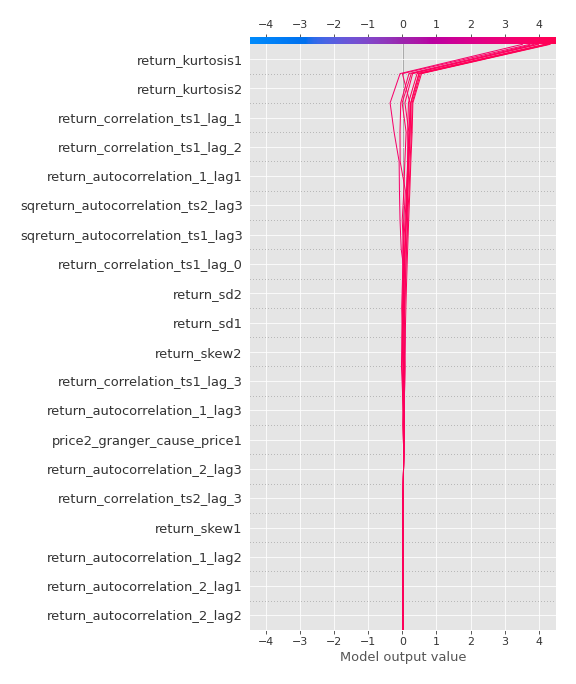 −4 −3 −2 −1 0 1 2 3 4
return_kurtosis1
return_kurtosis2
return_correlation_ts1_lag_1
return_correlation_ts1_lag_2
return_autocorrelation_1_lag1
sqreturn_autocorrelation_ts2_lag3
sqreturn_autocorrelation_ts1_lag3
return_correlation_ts1_lag_0
return_sd2
return_sd1
return_skew2
return_correlation_ts1_lag_3
return_autocorrelation_1_lag3
price2_granger_cause_price1
return_autocorrelation_2_lag3
return_correlation_ts2_lag_3
return_skew1
return_autocorrelation_1_lag2
return_autocorrelation_2_lag1
return_autocorrelation_2_lag2
−4 −3 −2 −1 0 1 2 3 4
Model output value